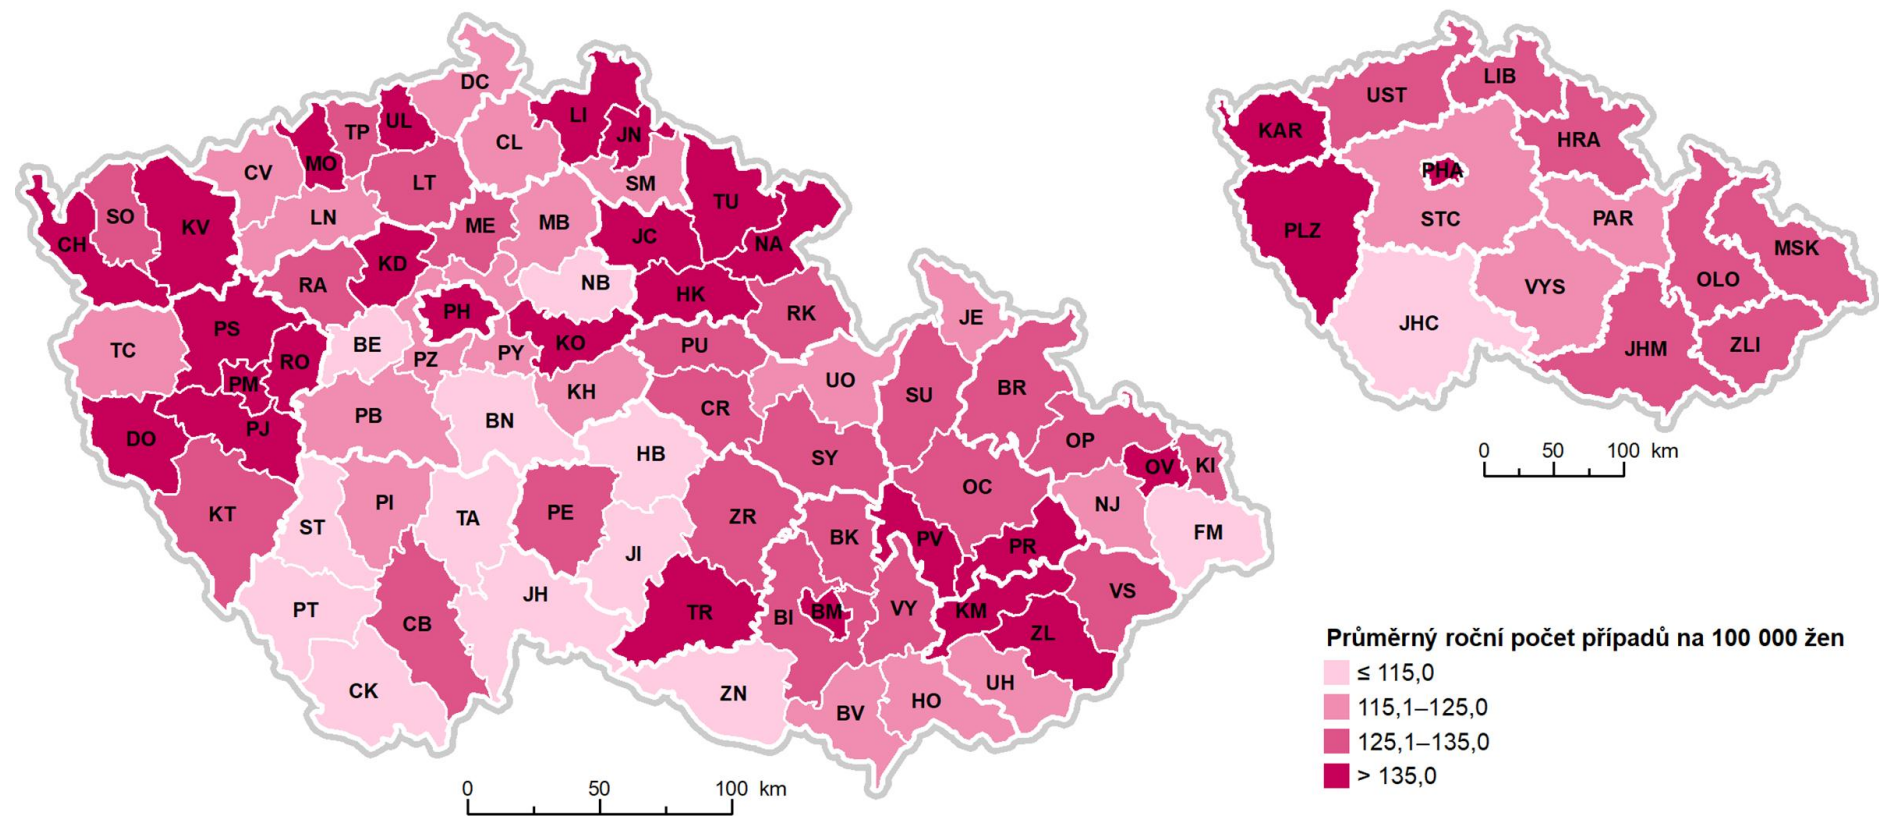 DC
LI
UL
TP
JN
CL
MO
CV
SM
LT
TU
SO
LN
MB
ME
KV
JC
CH
NA
KD
RA
NB
HK
PH
RK
JE
PS
KO
BE
PU
TC
PY
PZ
RO
UO
PM
BR
KH
SU
CR
PB
BN
PJ
DO
OP
HB
SY
KI
OV
OC
PI
NJ
KT
PE
ZR
TA
ST
FM
BK
PV
PR
JI
VS
JH
VY
PT
KM
TR
BM
BI
CB
ZL
UH
CK
ZN
HO
BV
0 50 100 km
LIB
UST
KAR
HRA
PHA
PAR
STC
PLZ
MSK
OLO
VYS
JHC
ZLI
JHM
0 50 100 km
Průměrný roční počet případů na 100 000 žen
≤ 115,0
115,1–125,0
125,1–135,0
> 135,0